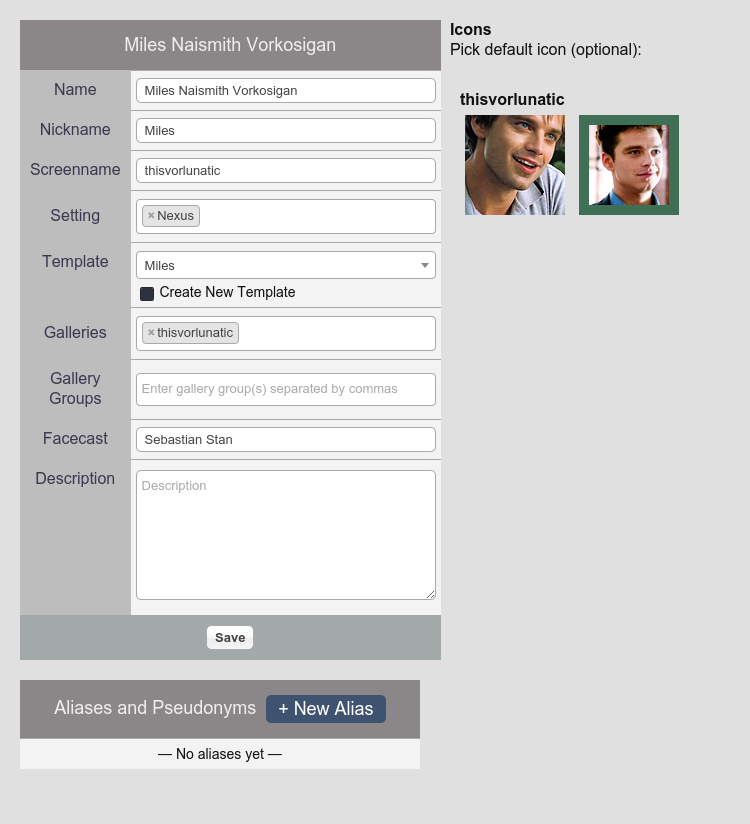 Miles Naismith Vorkosigan
Name
Miles Naismith Vorkosigan
Nickname
Miles
Screenname
thisvorlunatic
Setting
× Nexus
Template
Miles
Create New Template
Galleries
× thisvorlunatic
Gallery
Groups
Enter gallery group(s) separated by commas
Facecast
Sebastian Stan
Description
Description
Save
Aliases and Pseudonyms
+ New Alias
— No aliases yet —
Icons
Pick default icon (optional):
thisvorlunatic